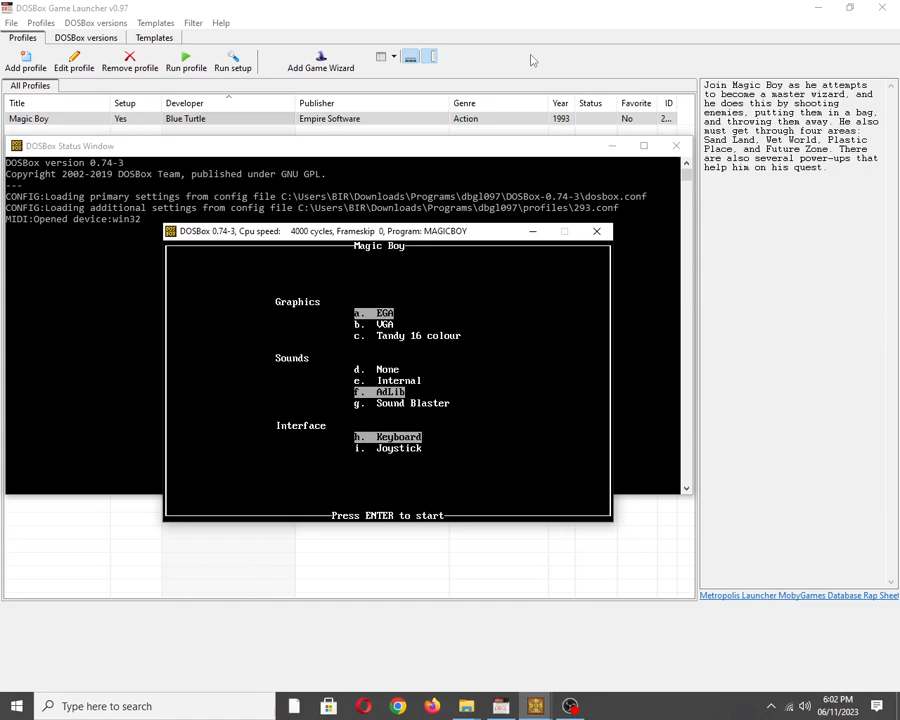 DOSBox Game Launcher v0.97
File Profiles DOSBox versions Templates Filter Help
Profiles DOSBox versions Templates
Add profile Edit profile Remove profile Run profile Run setup Add Game Wizard
All Profiles
Title Setup Developer Publisher Genre Year Status Favorite ID
Magic Boy Yes Blue Turtle Empire Software Action 1993 No 2...
Join Magic Boy as he attempts
to become a master wizard, and
he does this by shooting
enemies, putting them in a bag,
and throwing them away. He also
must get through four areas:
Sand Land, Wet World, Plastic
Place, and Future Zone. There
are also several power-ups that
help him on his quest.
DOSBox Status Window
DOSBox version 0.74-3
Copyright 2002-2019 DOSBox Team, published under GNU GPL.
---
CONFIG:Loading primary settings from config file C:\Users\BIR\Downloads\Programs\dbgl097\DOSBox-0.74-3\dosbox.conf
CONFIG:Loading additional settings from config file C:\Users\BIR\Downloads\Programs\dbgl097\profiles\293.conf
MIDI:Opened device:win32
DOSBox 0.74-3, Cpu speed: 4000 cycles, Frameskip 0, Program: MAGICBOY
Magic Boy
Graphics
a. EGA
b. VGA
c. Tandy 16 colour
Sounds
d. None
e. Internal
f. AdLib
g. Sound Blaster
Interface
h. Keyboard
i. Joystick
Press ENTER to start
Metropolis Launcher MobyGames Database Rap Sheet
Type here to search
6:02 PM
06/11/2023